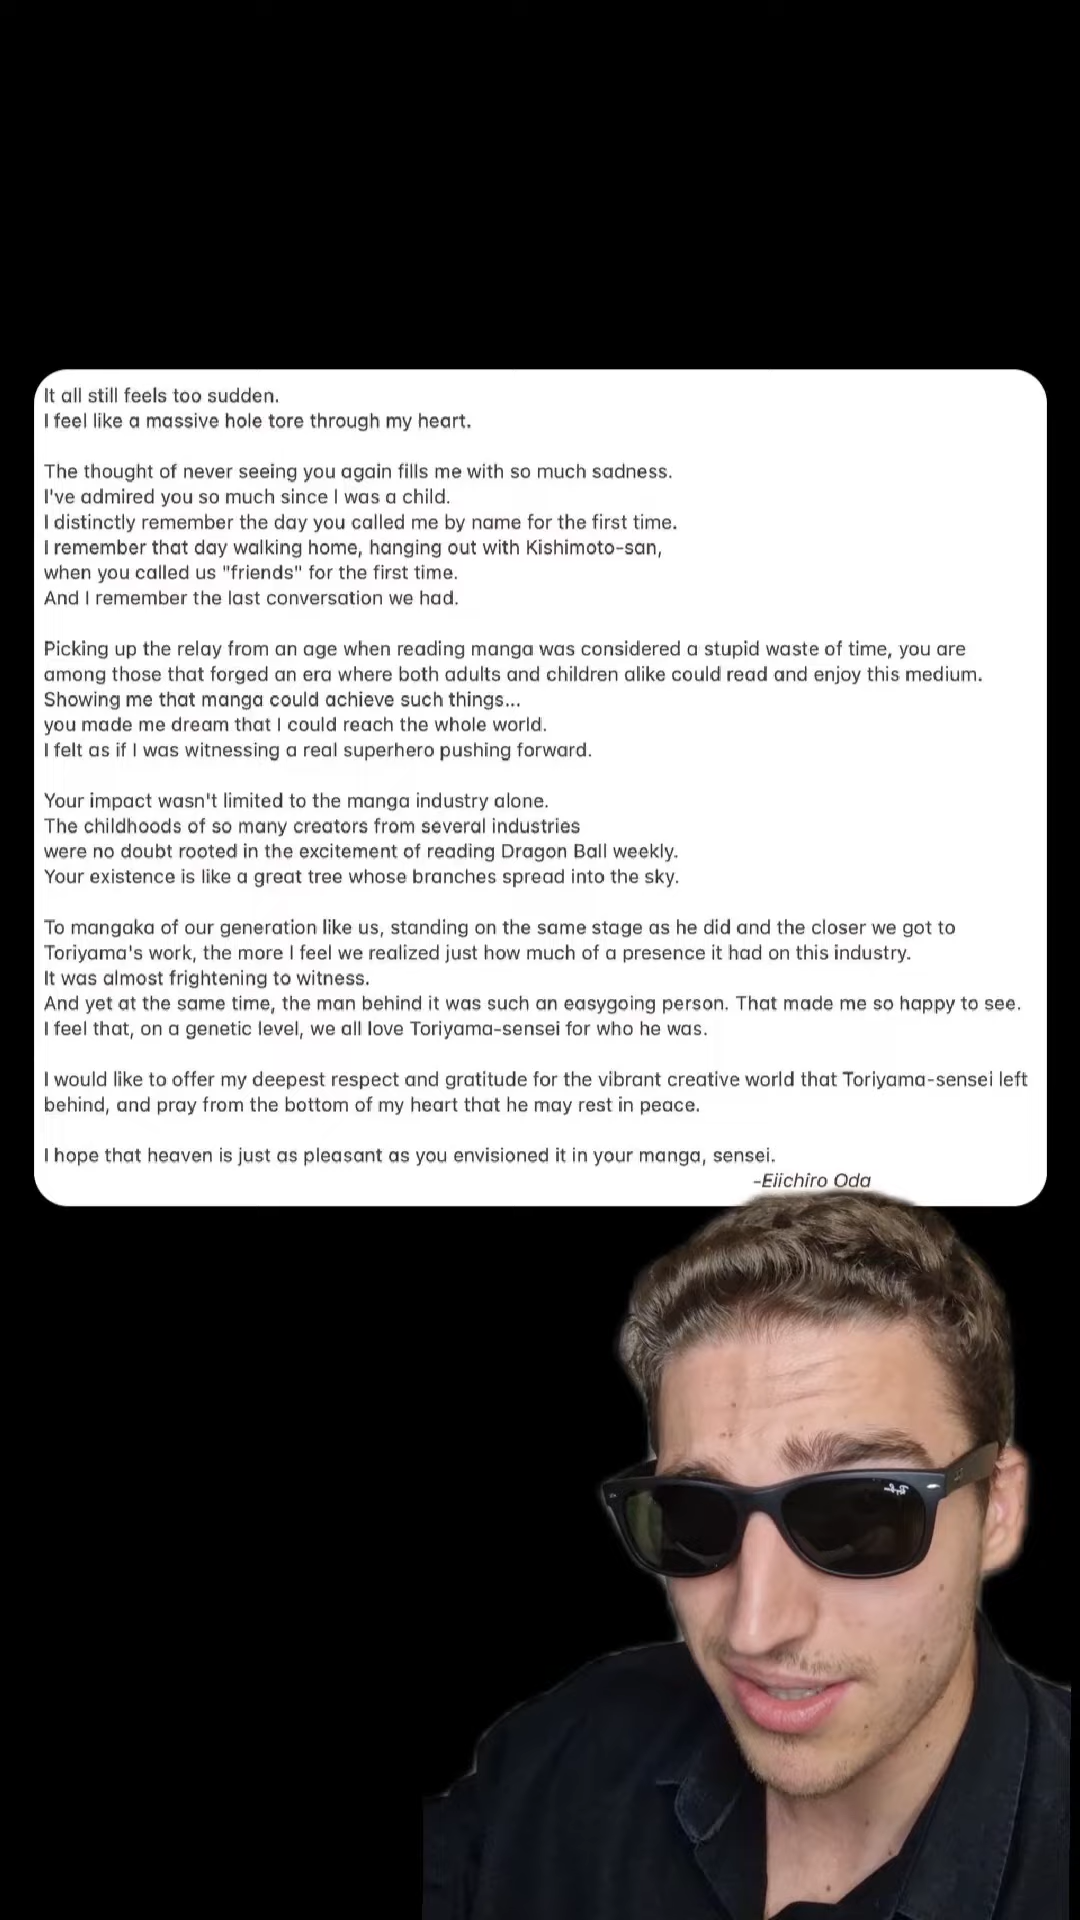 It all still feels too sudden.
I feel like a massive hole tore through my heart.
The thought of never seeing you again fills me with so much sadness.
I've admired you so much since I was a child.
I distinctly remember the day you called me by name for the first time.
I remember that day walking home, hanging out with Kishimoto-san,
when you called us "friends" for the first time.
And I remember the last conversation we had.
Picking up the relay from an age when reading manga was considered a stupid waste of time, you are
among those that forged an era where both adults and children alike could read and enjoy this medium.
Showing me that manga could achieve such things...
you made me dream that I could reach the whole world.
I felt as if I was witnessing a real superhero pushing forward.
Your impact wasn't limited to the manga industry alone.
The childhoods of so many creators from several industries
were no doubt rooted in the excitement of reading Dragon Ball weekly.
Your existence is like a great tree whose branches spread into the sky.
To mangaka of our generation like us, standing on the same stage as he did and the closer we got to
Toriyama's work, the more I feel we realized just how much of a presence it had on this industry.
It was almost frightening to witness.
And yet at the same time, the man behind it was such an easygoing person. That made me so happy to see.
I feel that, on a genetic level, we all love Toriyama-sensei for who he was.
I would like to offer my deepest respect and gratitude for the vibrant creative world that Toriyama-sensei left
behind, and pray from the bottom of my heart that he may rest in peace.
I hope that heaven is just as pleasant as you envisioned it in your manga, sensei.
-Eiichiro Oda
Ray-Ban